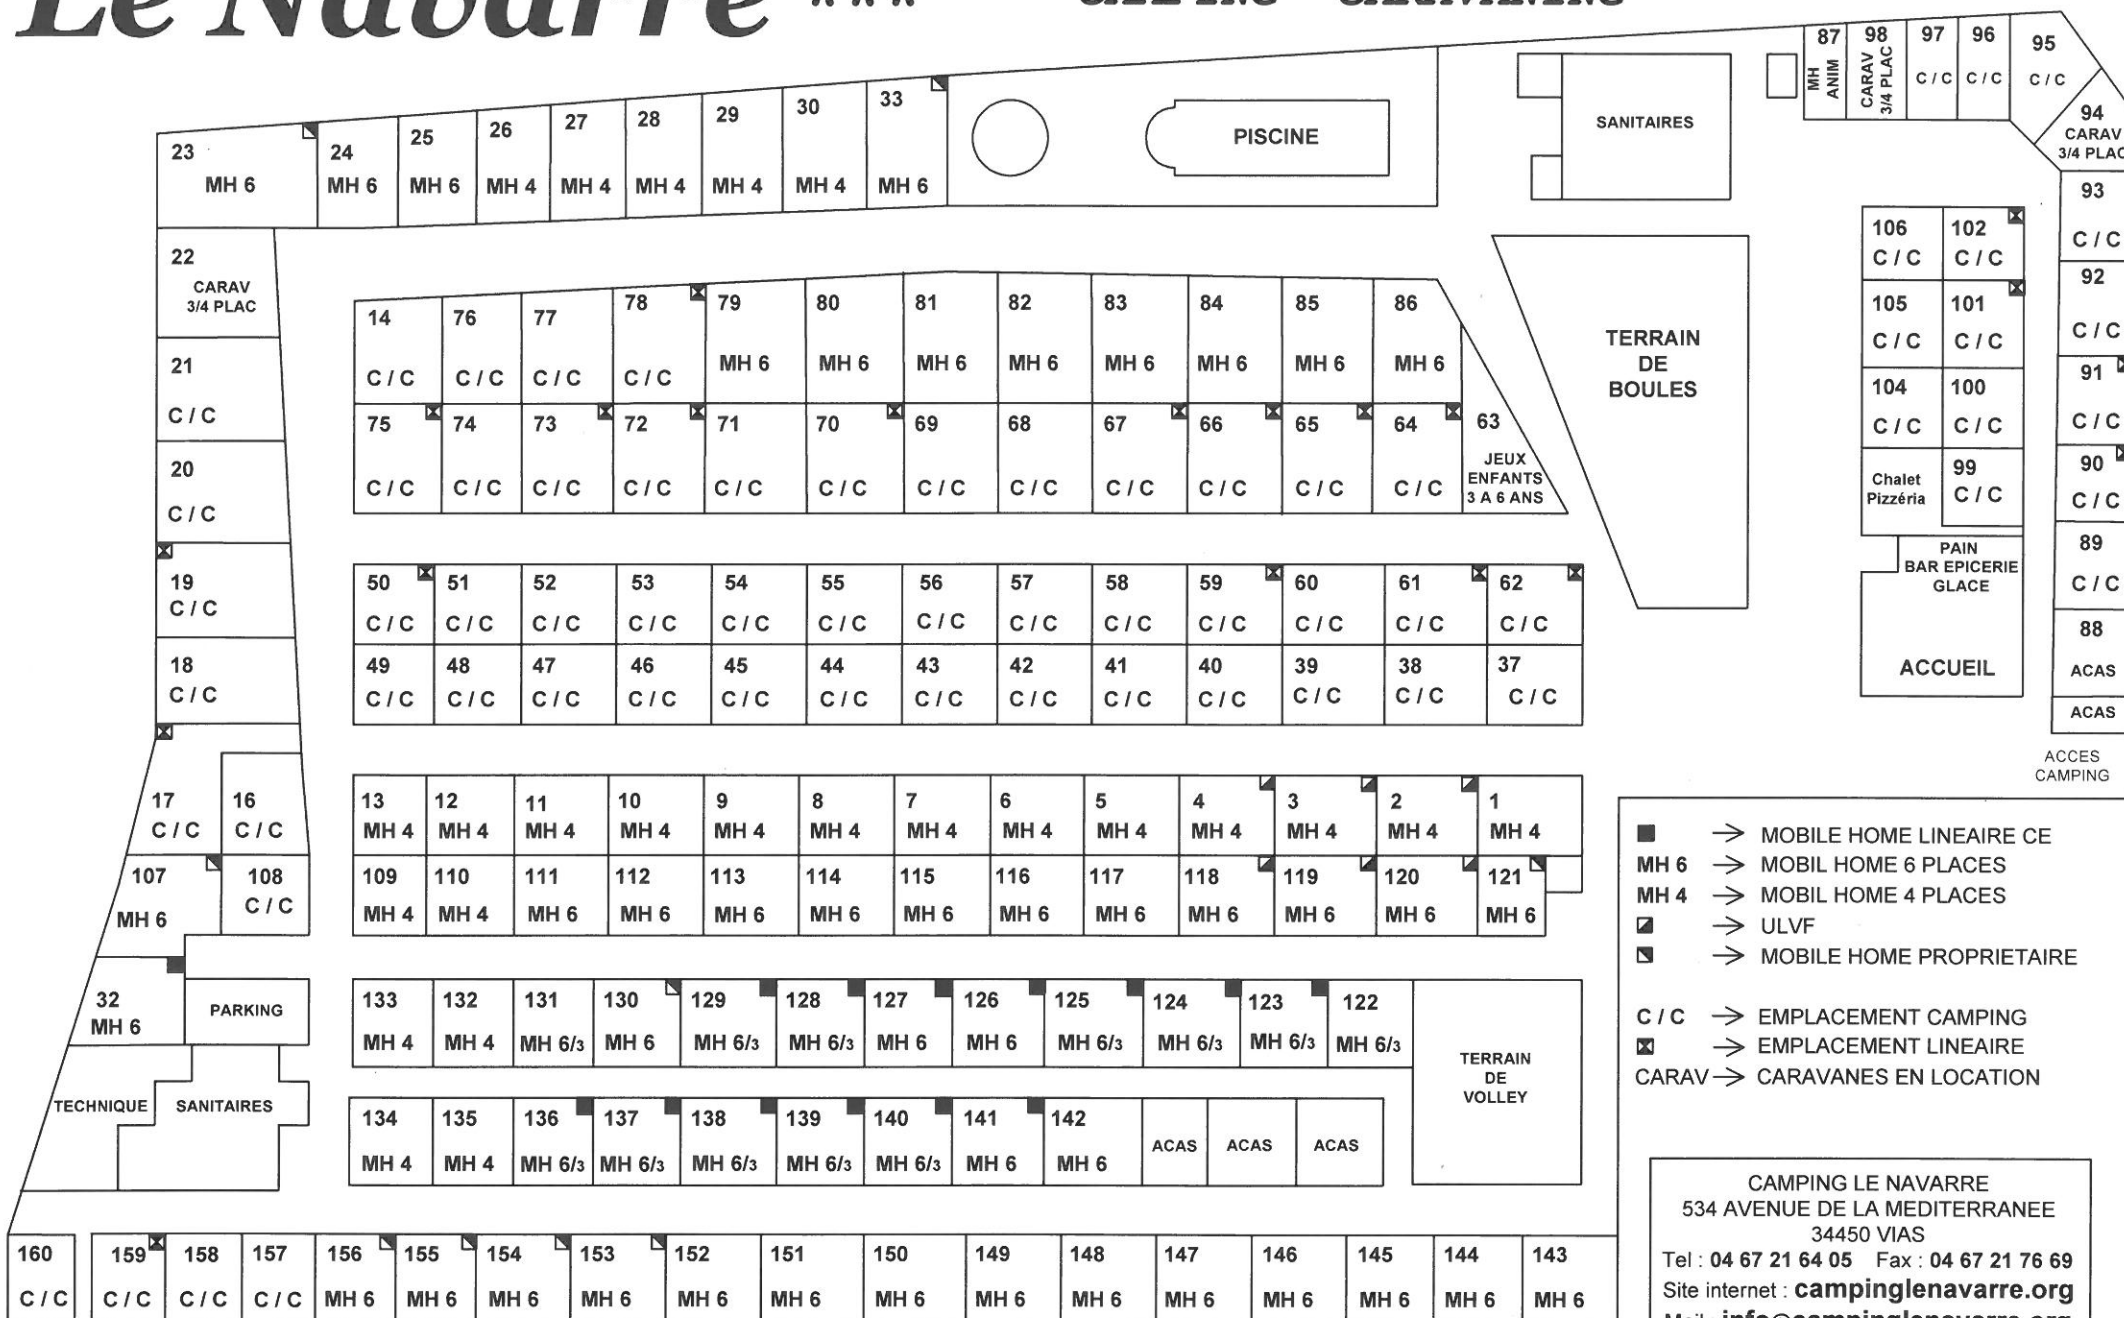 Le Navarre ***
CAMPING CARAVANING
23
MH 6
24
MH 6
25
MH 6
26
MH 4
27
MH 4
28
MH 4
29
MH 4
30
MH 4
33
MH 6
PISCINE
SANITAIRES
87
MH ANIM
98
CARAV 3/4 PLAC
97
C / C
96
C / C
95
C / C
94
CARAV
3/4 PLAC
93
C / C
92
C / C
91
C / C
90
C / C
89
C / C
88
ACAS
ACAS
ACCES
CAMPING
106
C / C
102
C / C
105
C / C
101
C / C
104
C / C
100
C / C
Chalet
Pizzéria
99
C / C
PAIN
BAR EPICERIE
GLACE
ACCUEIL
TERRAIN
DE
BOULES
22
CARAV
3/4 PLAC
21
C / C
20
C / C
19
C / C
18
C / C
17
C / C
16
C / C
107
MH 6
108
C / C
32
MH 6
PARKING
TECHNIQUE
SANITAIRES
14
C / C
76
C / C
77
C / C
78
C / C
79
MH 6
80
MH 6
81
MH 6
82
MH 6
83
MH 6
84
MH 6
85
MH 6
86
MH 6
75
C / C
74
C / C
73
C / C
72
C / C
71
C / C
70
C / C
69
C / C
68
C / C
67
C / C
66
C / C
65
C / C
64
C / C
63
JEUX
ENFANTS
3 A 6 ANS
50
C / C
51
C / C
52
C / C
53
C / C
54
C / C
55
C / C
56
C / C
57
C / C
58
C / C
59
C / C
60
C / C
61
C / C
62
C / C
49
C / C
48
C / C
47
C / C
46
C / C
45
C / C
44
C / C
43
C / C
42
C / C
41
C / C
40
C / C
39
C / C
38
C / C
37
C / C
13
MH 4
12
MH 4
11
MH 4
10
MH 4
9
MH 4
8
MH 4
7
MH 4
6
MH 4
5
MH 4
4
MH 4
3
MH 4
2
MH 4
1
MH 4
109
MH 4
110
MH 4
111
MH 6
112
MH 6
113
MH 6
114
MH 6
115
MH 6
116
MH 6
117
MH 6
118
MH 6
119
MH 6
120
MH 6
121
MH 6
133
MH 4
132
MH 4
131
MH 6/3
130
MH 6
129
MH 6/3
128
MH 6/3
127
MH 6
126
MH 6
125
MH 6/3
124
MH 6/3
123
MH 6/3
122
MH 6/3
TERRAIN
DE
VOLLEY
134
MH 4
135
MH 4
136
MH 6/3
137
MH 6/3
138
MH 6/3
139
MH 6/3
140
MH 6/3
141
MH 6
142
MH 6
ACAS
ACAS
ACAS
160
C / C
159
C / C
158
C / C
157
C / C
156
MH 6
155
MH 6
154
MH 6
153
MH 6
152
MH 6
151
MH 6
150
MH 6
149
MH 6
148
MH 6
147
MH 6
146
MH 6
145
MH 6
144
MH 6
143
MH 6
MOBILE HOME LINEAIRE CE
MH 6 → MOBIL HOME 6 PLACES
MH 4 → MOBIL HOME 4 PLACES
ULVF
MOBILE HOME PROPRIETAIRE
C / C → EMPLACEMENT CAMPING
EMPLACEMENT LINEAIRE
CARAV → CARAVANES EN LOCATION
CAMPING LE NAVARRE
534 AVENUE DE LA MEDITERRANEE
34450 VIAS
Tel : 04 67 21 64 05 Fax : 04 67 21 76 69
Site internet : campinglenavarre.org
Mail : info@campinglenavarre.org